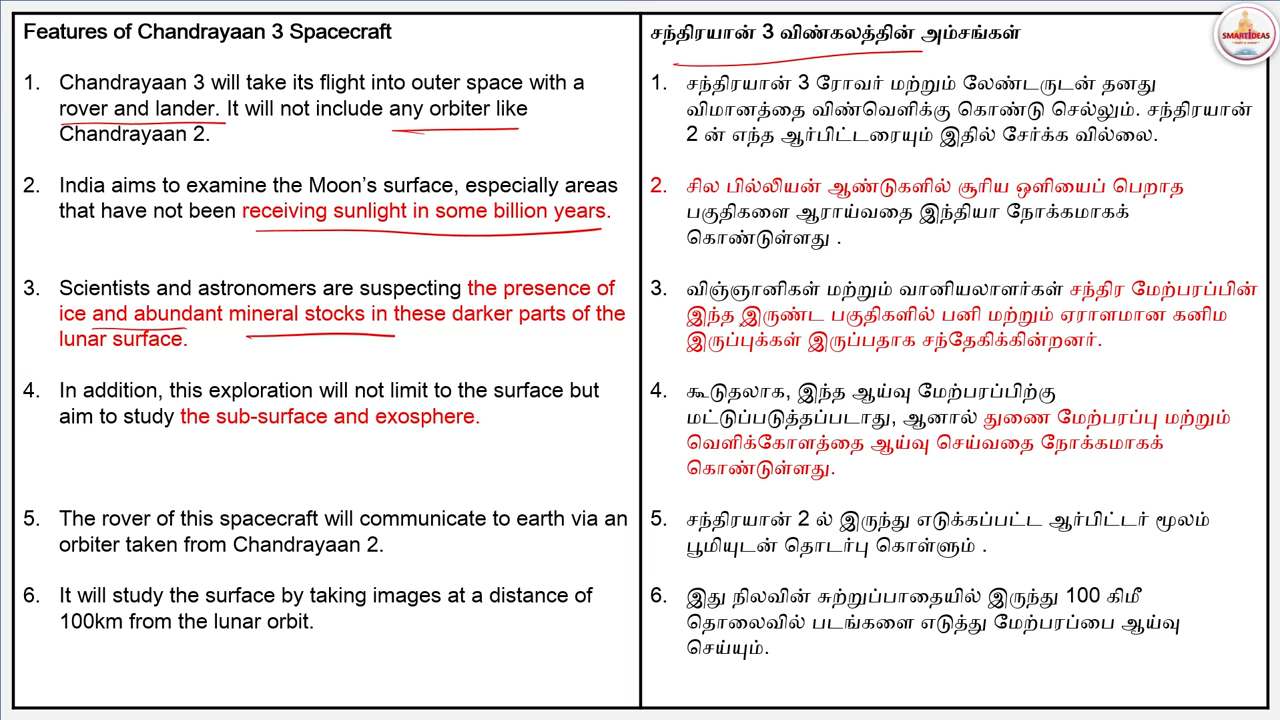 Features of Chandrayaan 3 Spacecraft
1. Chandrayaan 3 will take its flight into outer space with a
rover and lander. It will not include any orbiter like
Chandrayaan 2.
2. India aims to examine the Moon's surface, especially areas
that have not been receiving sunlight in some billion years.
3. Scientists and astronomers are suspecting the presence of
ice and abundant mineral stocks in these darker parts of the
lunar surface.
4. In addition, this exploration will not limit to the surface but
aim to study the sub-surface and exosphere.
5. The rover of this spacecraft will communicate to earth via an
orbiter taken from Chandrayaan 2.
6. It will study the surface by taking images at a distance of
100km from the lunar orbit.
சந்திரயான் 3 விண்கலத்தின் அம்சங்கள்
1. சந்திரயான் 3 ரோவர் மற்றும் லேண்டருடன் தனது
விமானத்தை விண்வெளிக்கு கொண்டு செல்லும். சந்திரயான்
2 ன் எந்த ஆர்பிட்டரையும் இதில் சேர்க்க வில்லை.
2. சில பில்லியன் ஆண்டுகளில் சூரிய ஒளியைப் பெறாத
பகுதிகளை ஆராய்வதை இந்தியா நோக்கமாகக்
கொண்டுள்ளது .
3. விஞ்ஞானிகள் மற்றும் வானியலாளர்கள் சந்திர மேற்பரப்பின்
இந்த இருண்ட பகுதிகளில் பனி மற்றும் ஏராளமான கனிம
இருப்புக்கள் இருப்பதாக சந்தேகிக்கின்றனர்.
4. கூடுதலாக, இந்த ஆய்வு மேற்பரப்பிற்கு
மட்டுப்படுத்தப்படாது, ஆனால் துணை மேற்பரப்பு மற்றும்
வெளிக்கோளத்தை ஆய்வு செய்வதை நோக்கமாகக்
கொண்டுள்ளது.
5. சந்திரயான் 2 ல் இருந்து எடுக்கப்பட்ட ஆர்பிட்டர் மூலம்
பூமியுடன் தொடர்பு கொள்ளும் .
6. இது நிலவின் சுற்றுப்பாதையில் இருந்து 100 கிமீ
தொலைவில் படங்களை எடுத்து மேற்பரப்பை ஆய்வு
செய்யும்.
SMARTIDEAS